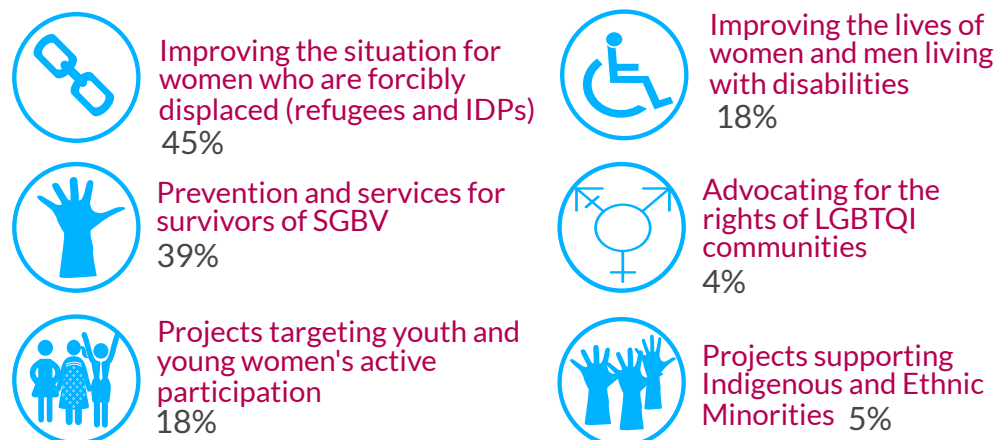 Improving the situation for
women who are forcibly
displaced (refugees and IDPs)
45%
Prevention and services for
survivors of SGBV
39%
Projects targeting youth and
young women's active
participation
18%
Improving the lives of
women and men living
with disabilities
18%
Advocating for the
rights of LGBTQI
communities
4%
Projects supporting
Indigenous and Ethnic
Minorities 5%